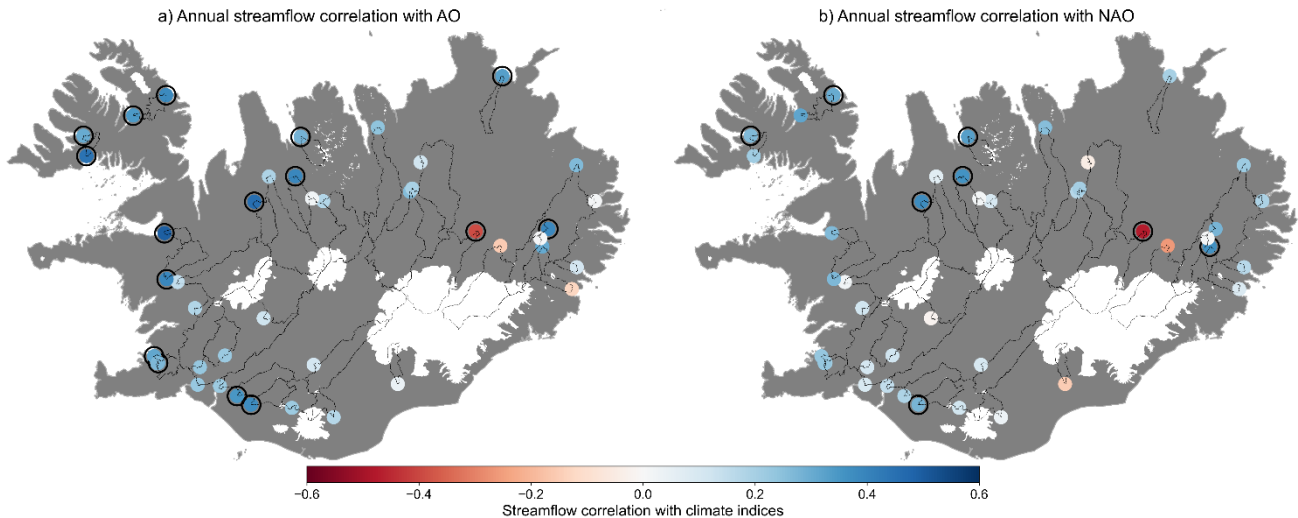 a) Annual streamflow correlation with AO
b) Annual streamflow correlation with NAO
−0.6 −0.4 −0.2 0.0 0.2 0.4 0.6
Streamflow correlation with climate indices